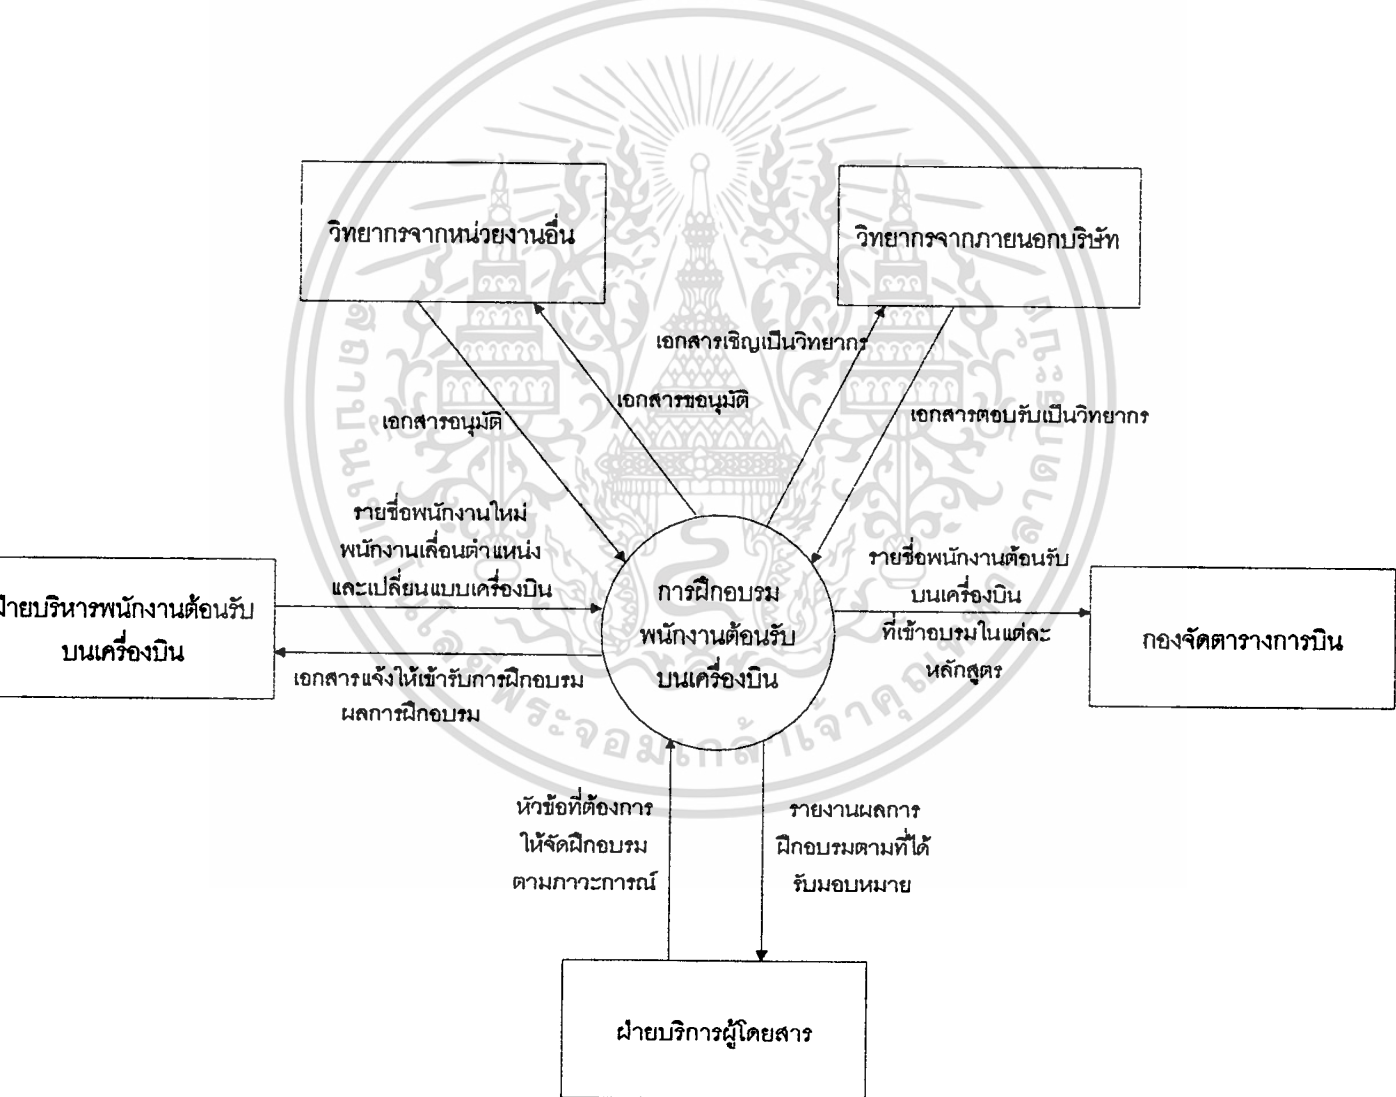 วิทยากรจากหน่วยงานอื่น
วิทยากรจากภายนอกบริษัท
เอกสารเชิญเป็นวิทยากร
เอกสารขอนุมัติ
เอกสารอนุมัติ
เอกสารตอบรับเป็นวิทยากร
รายชื่อพนักงานใหม่
พนักงานเลื่อนตำแหน่ง
และเปลี่ยนแบบเครื่องบิน
ฝ่ายบริหารพนักงานต้อนรับ
บนเครื่องบิน
เอกสารแจ้งให้เข้ารับการฝึกอบรม
ผลการฝึกอบรม
การฝึกอบรม
พนักงานต้อนรับ
บนเครื่องบิน
รายชื่อพนักงานต้อนรับ
บนเครื่องบิน
ที่เข้าอบรมในแต่ละ
หลักสูตร
กองจัดตารางการบิน
หัวข้อที่ต้องการ
ให้จัดฝึกอบรม
ตามภาวะการณ์
รายงานผลการ
ฝึกอบรมตามที่ได้
รับมอบหมาย
ฝ่ายบริการผู้โดยสาร